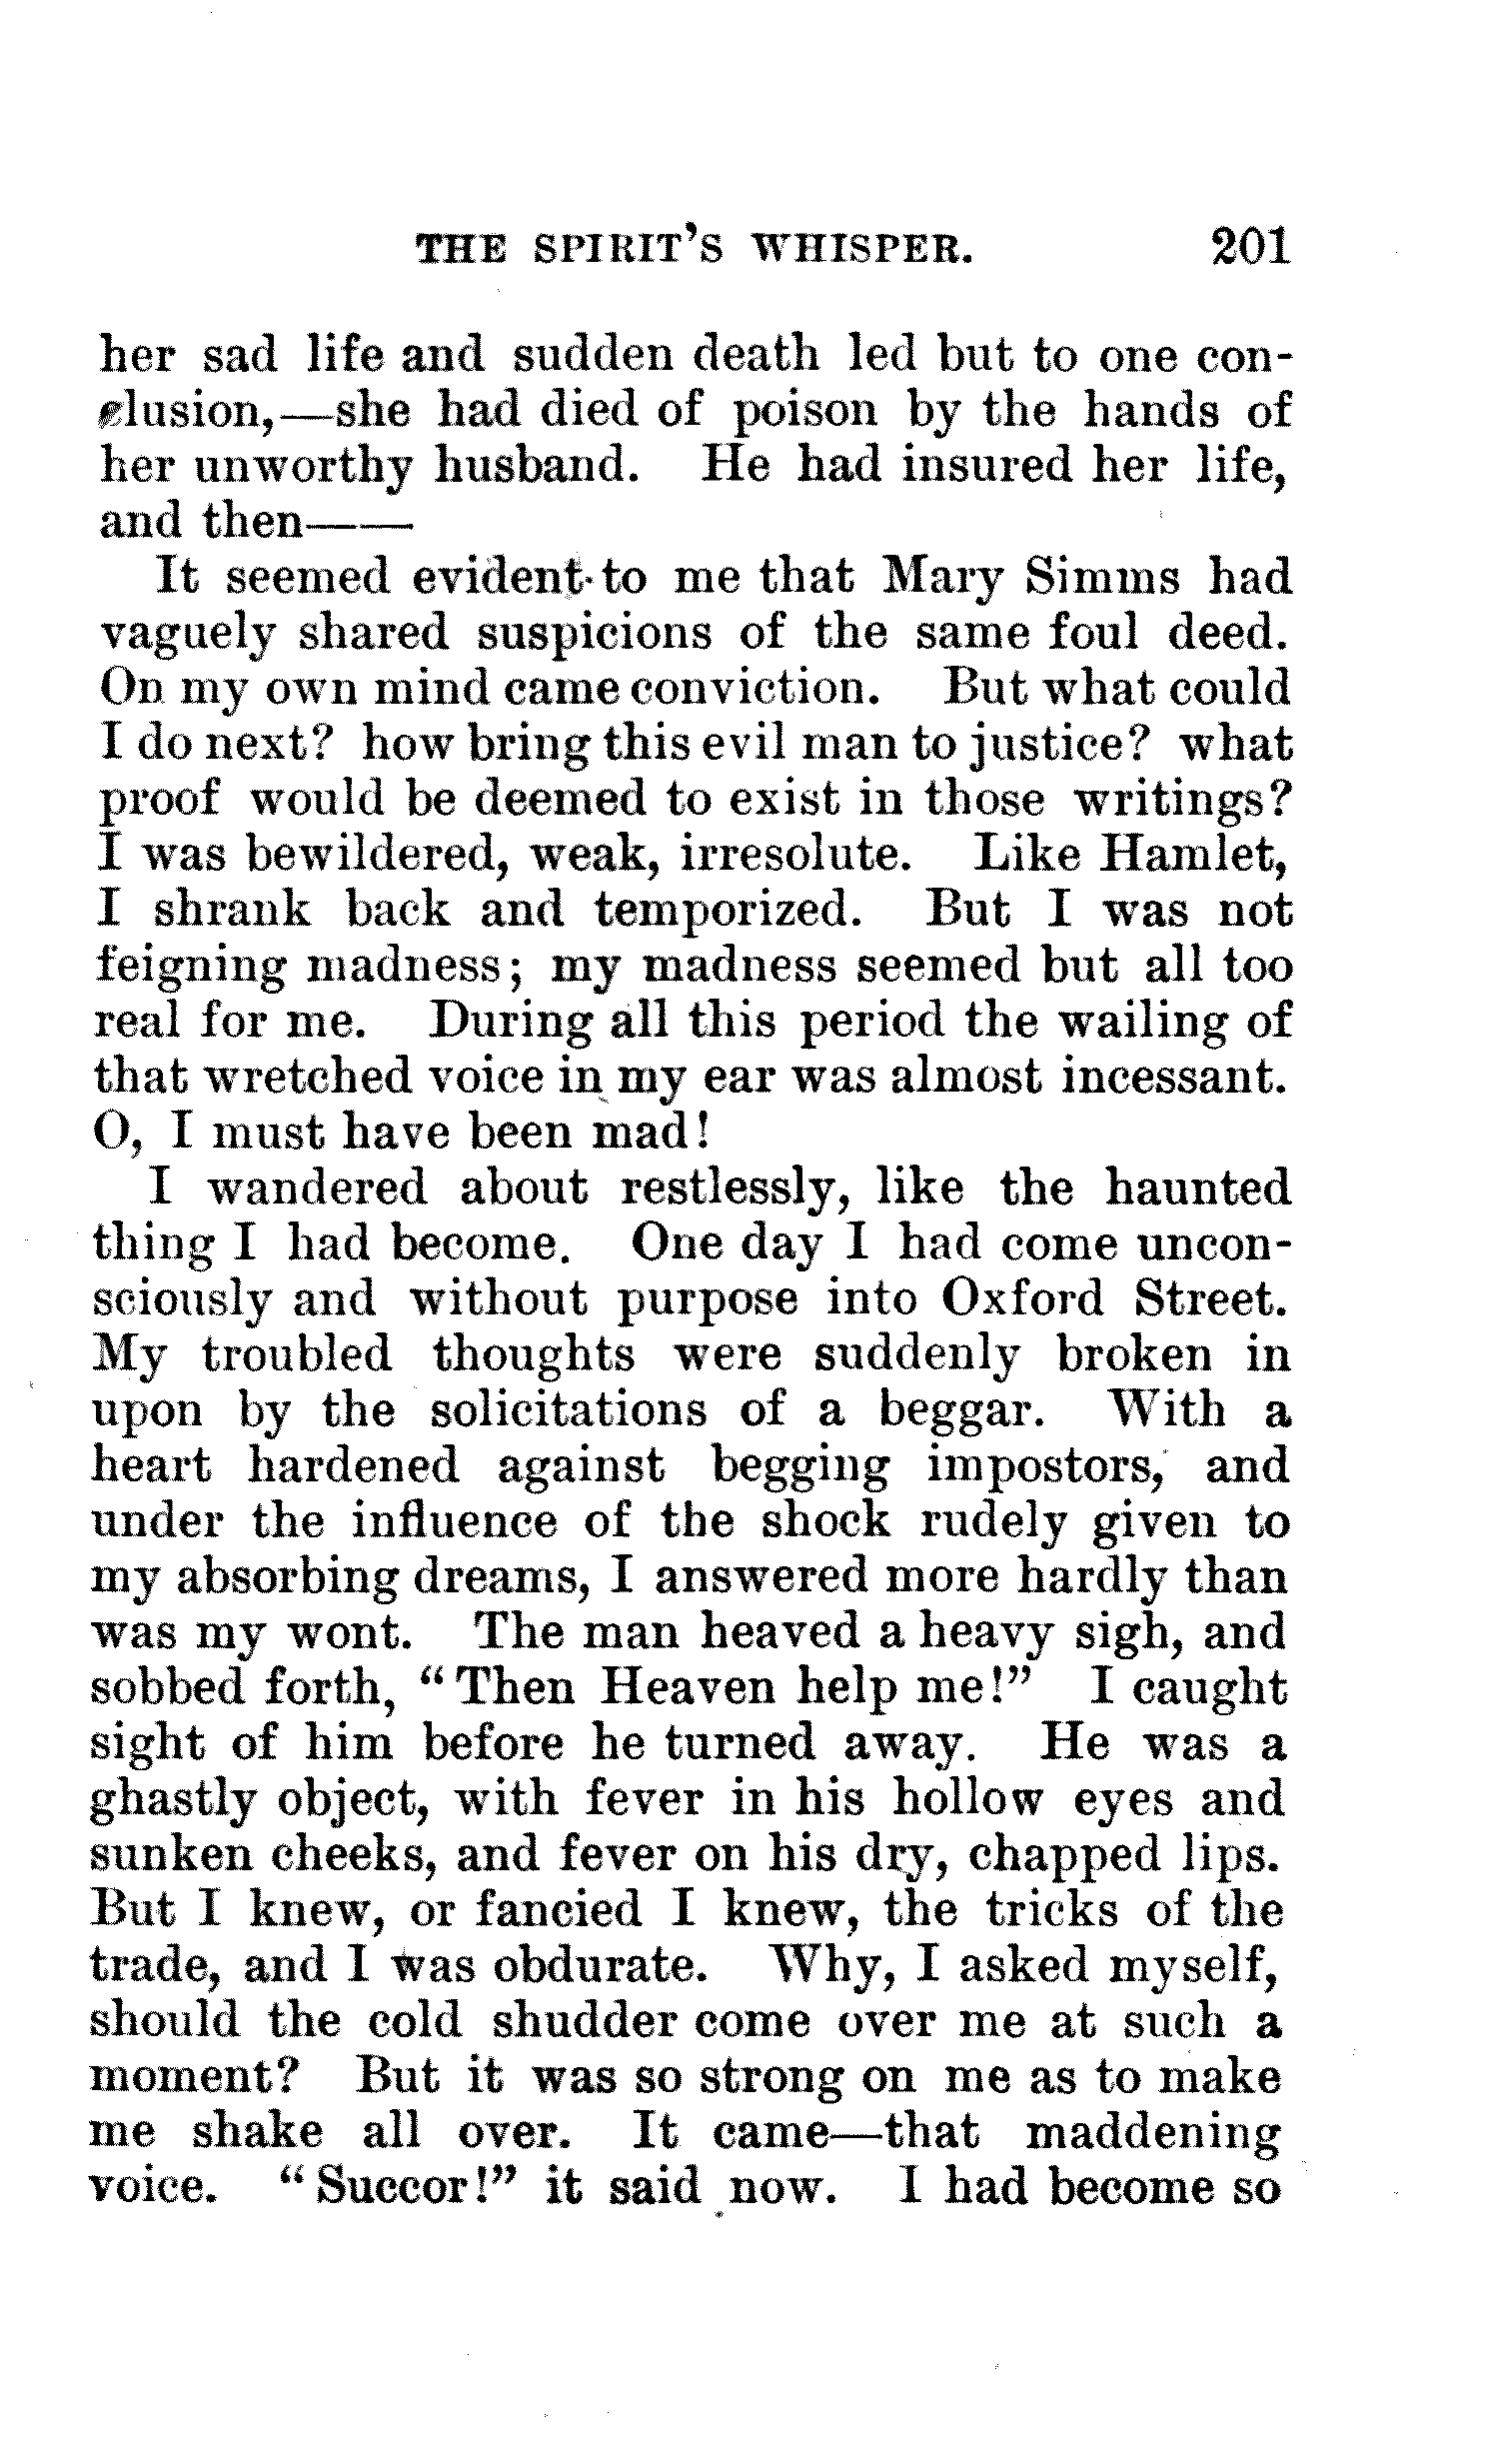 THE SPIRIT'S WHISPER. 201
her sad life and sudden death led but to one con-
clusion,—she had died of poison by the hands of
her unworthy husband. He had insured her life,
and then——
It seemed evident to me that Mary Simms had
vaguely shared suspicions of the same foul deed.
On my own mind came conviction. But what could
I do next? how bring this evil man to justice? what
proof would be deemed to exist in those writings?
I was bewildered, weak, irresolute. Like Hamlet,
I shrank back and temporized. But I was not
feigning madness; my madness seemed but all too
real for me. During all this period the wailing of
that wretched voice in my ear was almost incessant.
O, I must have been mad!
I wandered about restlessly, like the haunted
thing I had become. One day I had come uncon-
sciously and without purpose into Oxford Street.
My troubled thoughts were suddenly broken in
upon by the solicitations of a beggar. With a
heart hardened against begging impostors, and
under the influence of the shock rudely given to
my absorbing dreams, I answered more hardly than
was my wont. The man heaved a heavy sigh, and
sobbed forth, "Then Heaven help me!" I caught
sight of him before he turned away. He was a
ghastly object, with fever in his hollow eyes and
sunken cheeks, and fever on his dry, chapped lips.
But I knew, or fancied I knew, the tricks of the
trade, and I was obdurate. Why, I asked myself,
should the cold shudder come over me at such a
moment? But it was so strong on me as to make
me shake all over. It came—that maddening
voice. "Succor!" it said now. I had become so